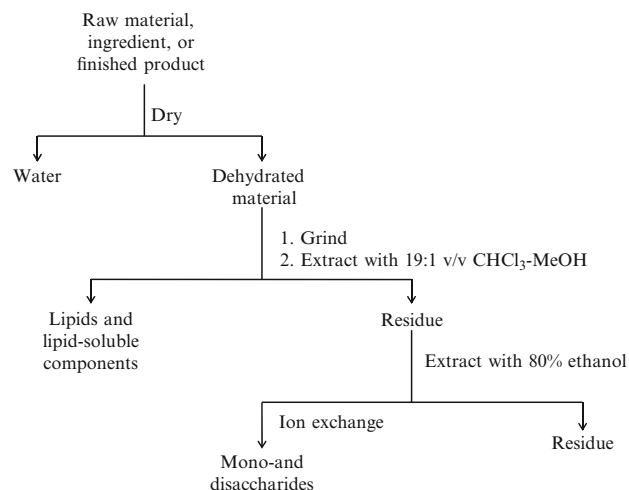 Raw material,
ingredient, or
finished product
Dry
Water
Dehydrated
material
1. Grind
2. Extract with 19:1 v/v CHCl₃-MeOH
Lipids and
lipid-soluble
components
Residue
Extract with 80% ethanol
Ion exchange
Mono-and
disaccharides
Residue